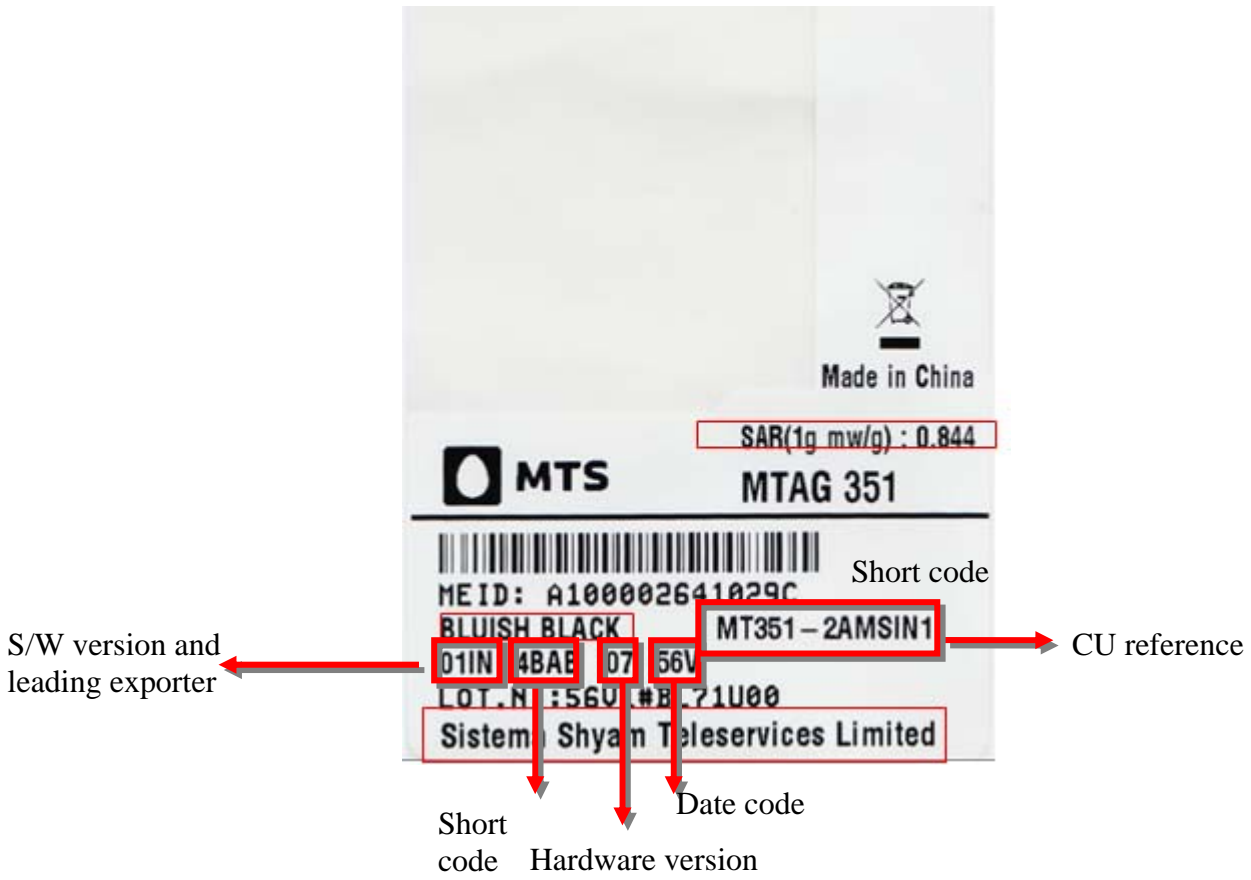 Made in China
SAR(1g mw/g) : 0.844
MTS
MTAG 351
Short code
MEID: A100002641029C
BLUISH BLACK
MT351-2AMSIN1
CU reference
S/W version and
leading exporter
01IN 4BAB 07 56V
#BL71U00
Sistema Shyam Teleservices Limited
Date code
Short
code
Hardware version